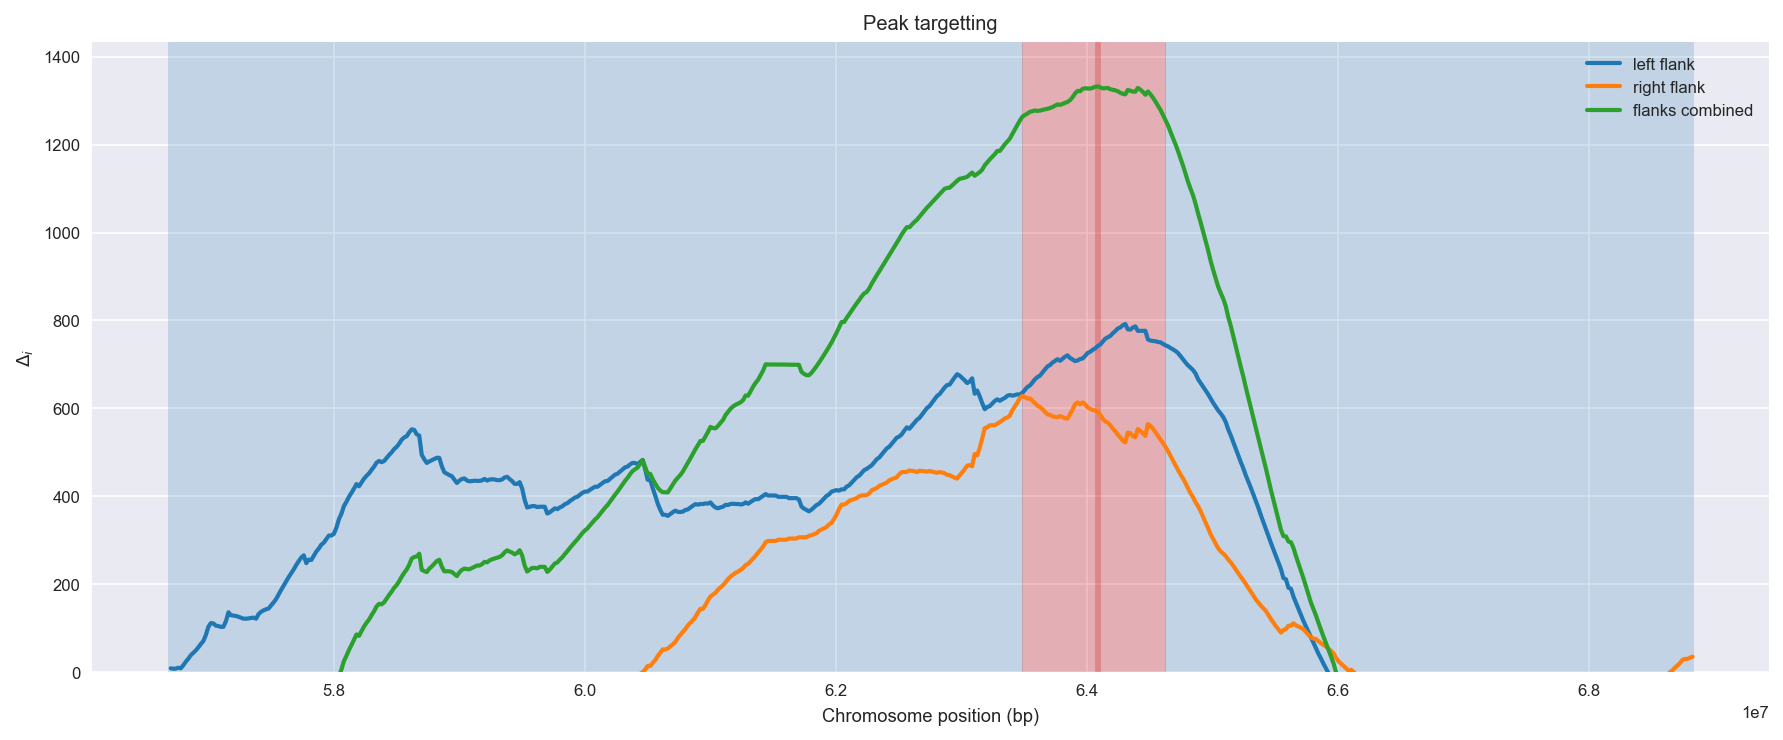 Peak targetting
1400
1200
1000
800
600
400
200
0
Δi
left flank
right flank
flanks combined
5.8 6.0 6.2 6.4 6.6 6.8
1e7
Chromosome position (bp)